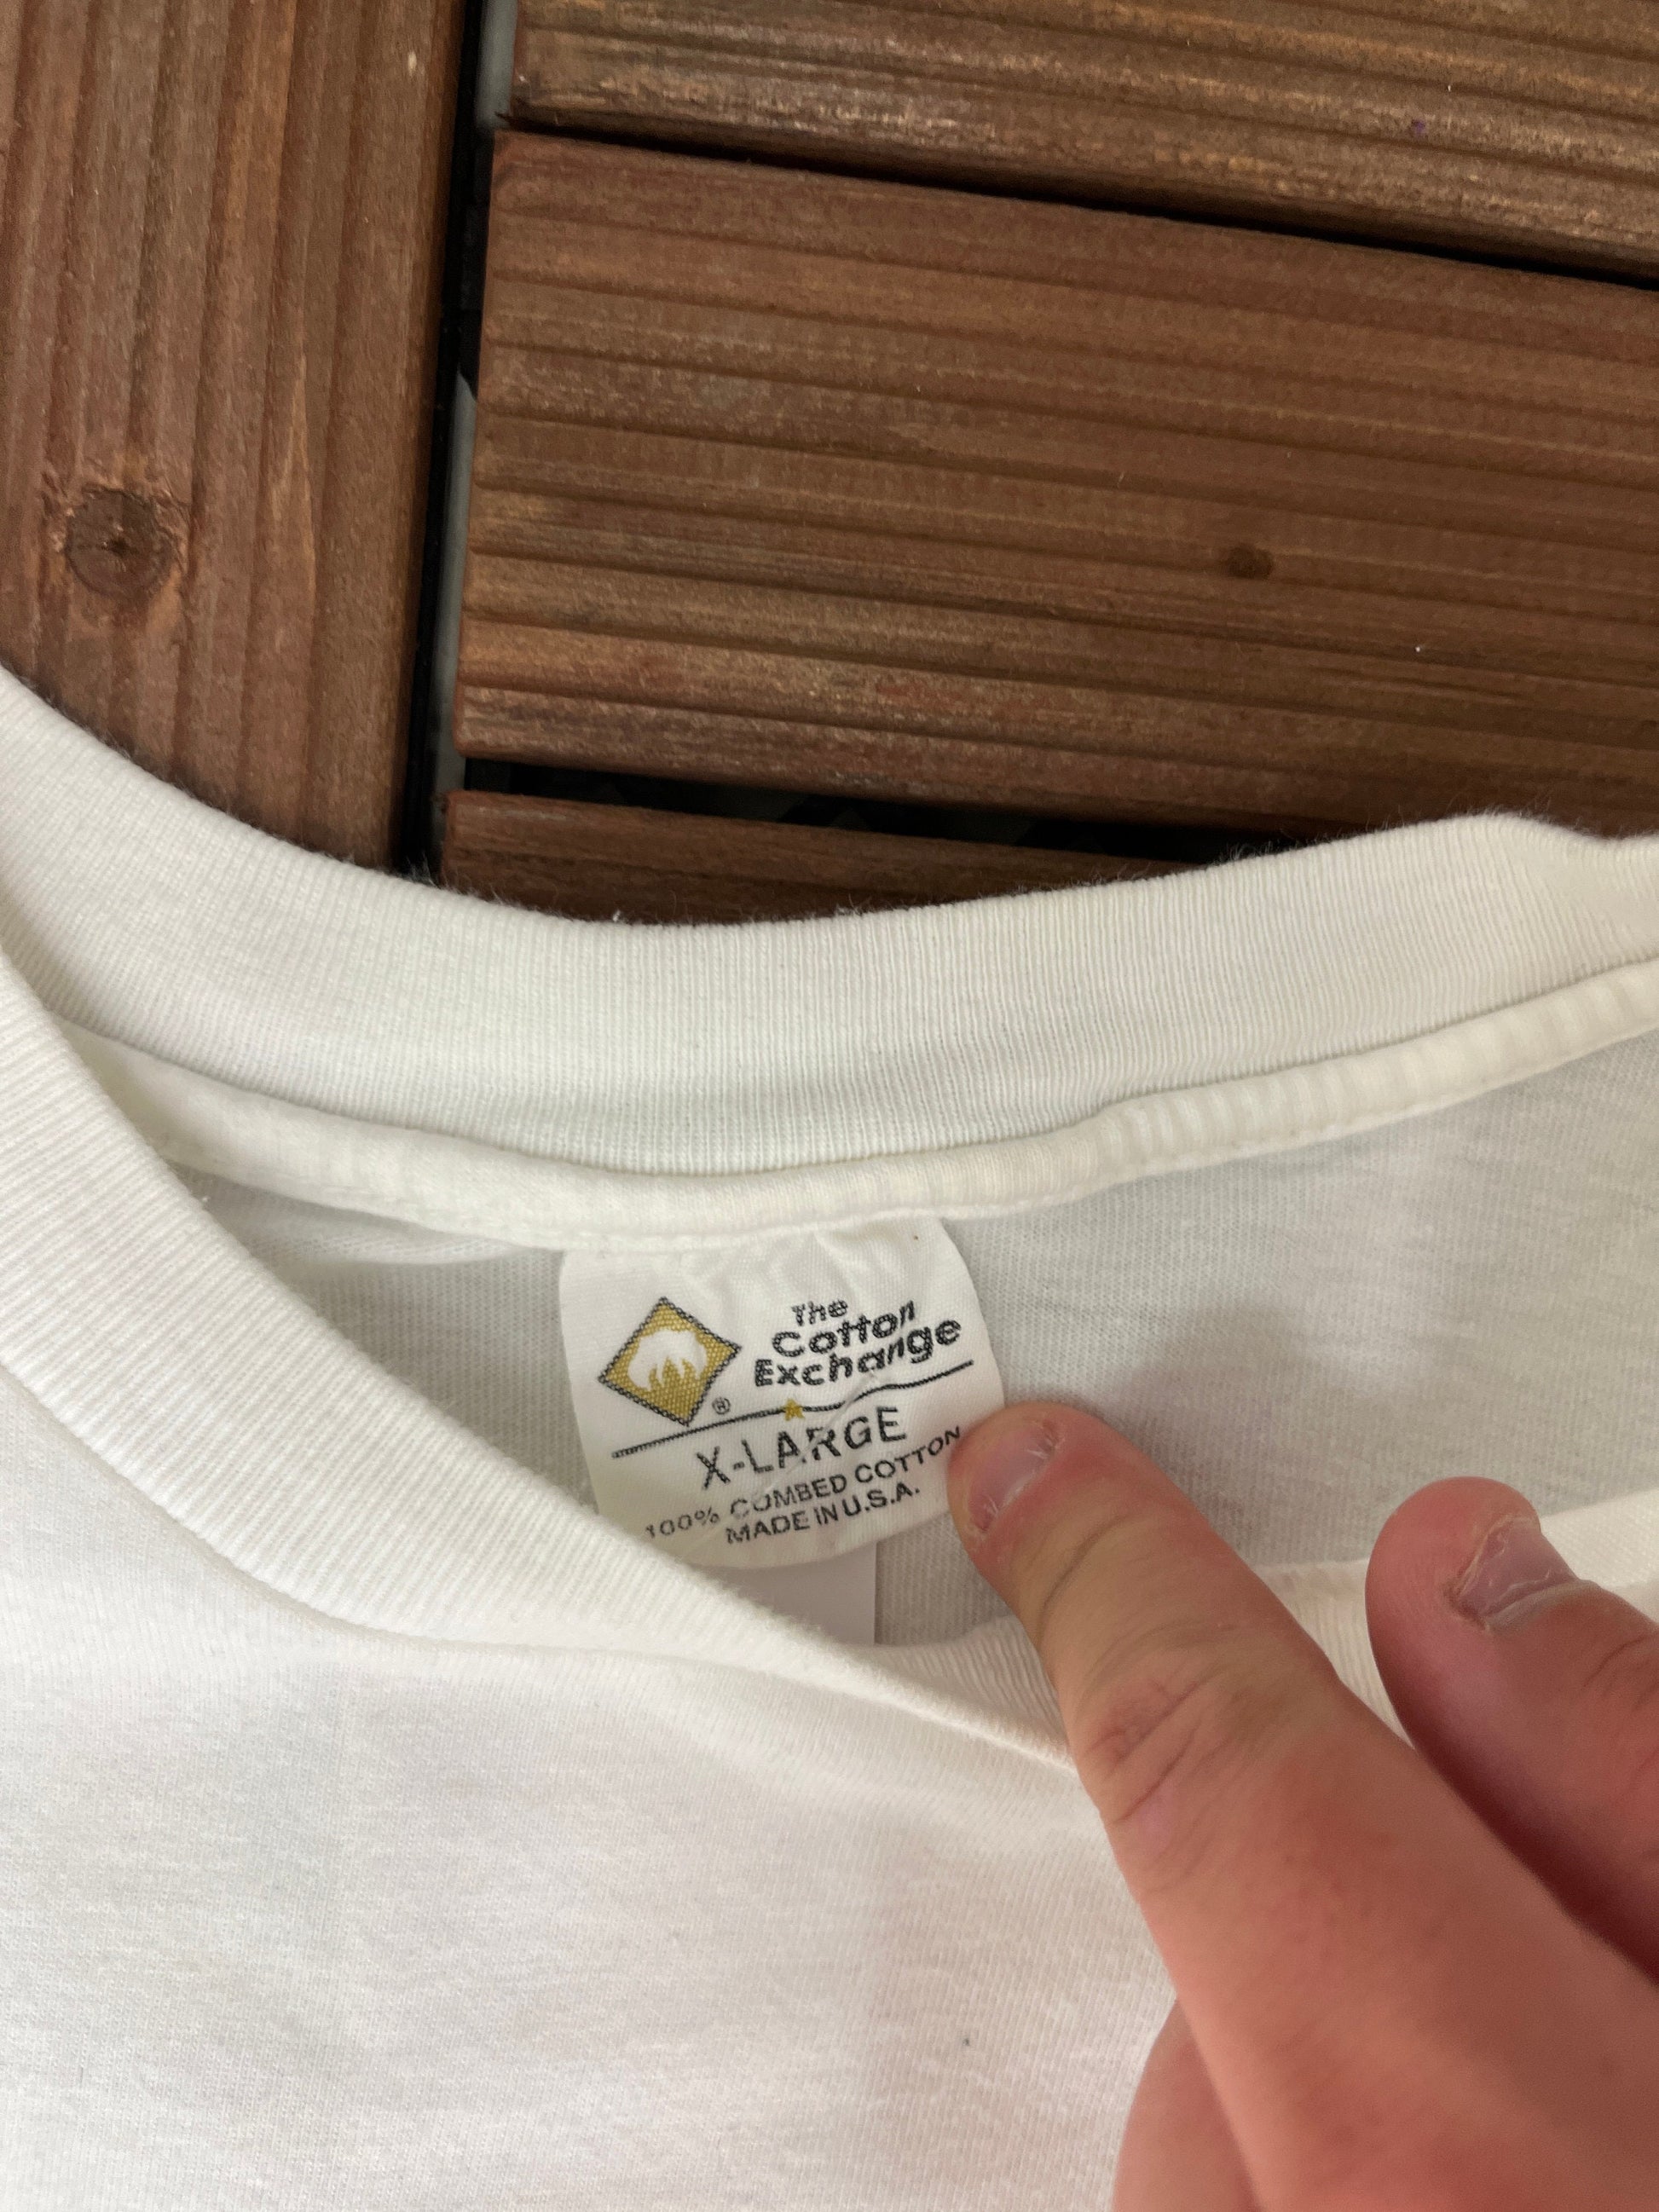 The
Cotton
Exchange
®
X-LARGE
100% COMBED COTTON
MADE IN U.S.A.